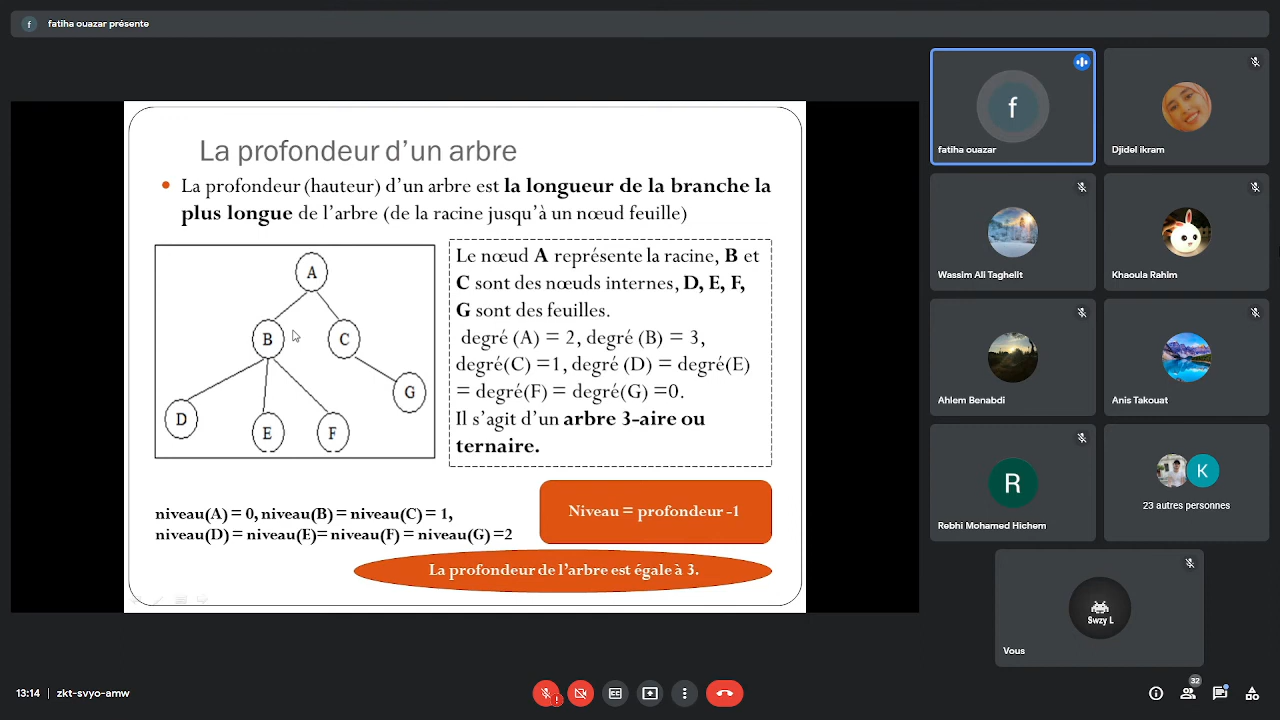 f
fatiha ouazar présente
La profondeur d'un arbre
• La profondeur (hauteur) d'un arbre est la longueur de la branche la
plus longue de l'arbre (de la racine jusqu'à un nœud feuille)
A
B
C
G
D
E
F
Le nœud A représente la racine, B et
C sont des nœuds internes, D, E, F,
G sont des feuilles.
degré (A) = 2, degré (B) = 3,
degré(C) =1, degré (D) = degré(E)
= degré(F) = degré(G) =0.
Il s'agit d'un arbre 3-aire ou
ternaire.
niveau(A) = 0, niveau(B) = niveau(C) = 1,
niveau(D) = niveau(E)= niveau(F) = niveau(G) =2
Niveau = profondeur -1
La profondeur de l'arbre est égale à 3.
f
fatiha ouazar
Djidel ikram
Wassim Ali Taghelit
Khaoula Rahim
Ahlem Benabdi
Anis Takouat
R
Rebhi Mohamed Hichem
K
23 autres personnes
Swzy L
Vous
13:14 | zkt-svyo-amw
!
32